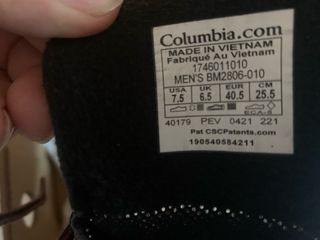 Columbia.com
MADE IN VIETNAM
Fabriqué Au Vietnam
1746011010
MEN'S BM2806-010
USA UK EUR CM
7.5 6.5 40.5 25.5
ECA-S
40179 PEV 0421 221
Pat CSCPatents.com
190540584211